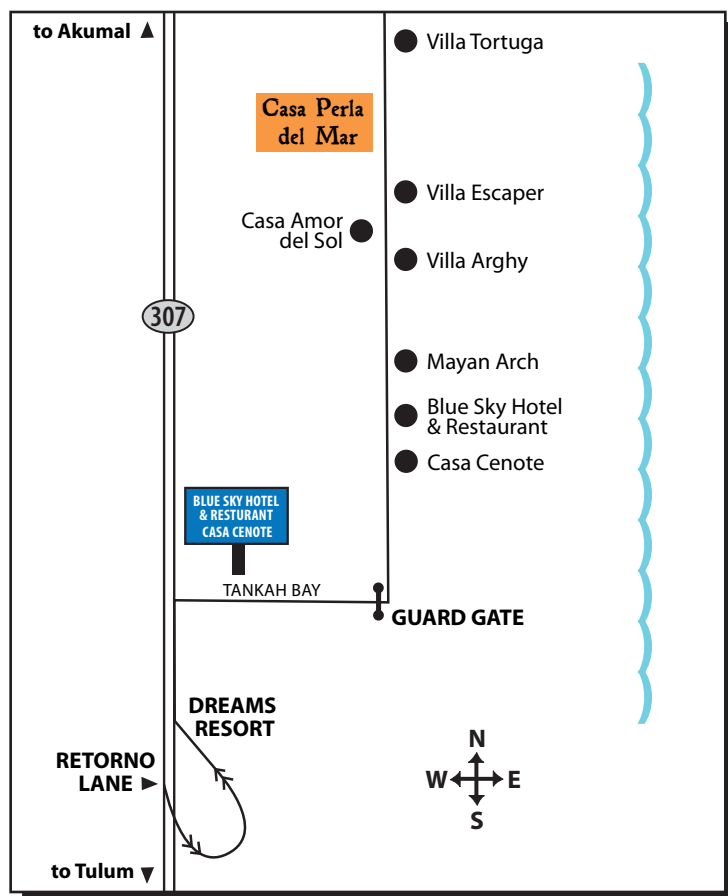 to Akumal
Villa Tortuga
Casa Perla
del Mar
Villa Escaper
Casa Amor
del Sol
Villa Arghy
307
Mayan Arch
Blue Sky Hotel
& Restaurant
Casa Cenote
BLUE SKY HOTEL
& RESTURANT
CASA CENOTE
TANKAH BAY
GUARD GATE
DREAMS
RESORT
RETORNO
LANE
N
W E
S
to Tulum